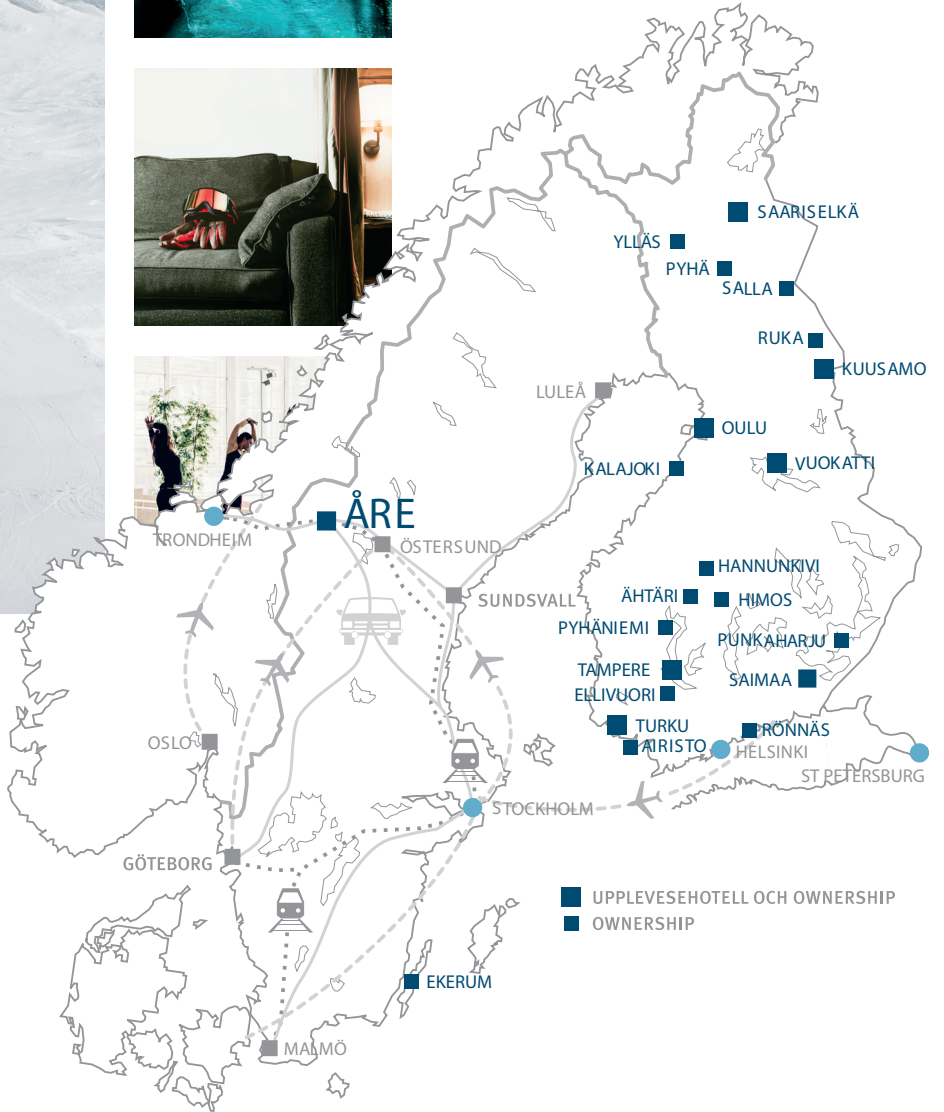 SAARISELKÄ
YLLÄS
PYHÄ
SALLA
RUKA
KUUSAMO
LULEÅ
OULU
KALAJOKI
VUOKATTI
ÅRE
TRONDHEIM
ÖSTERSUND
HANNUNKIVI
SUNDSVALL
ÄHTÄRI
HIMOS
PYHÄNIEMI
PUNKAHARJU
TAMPERE
SAIMAA
ELLIVUORI
TURKU
RÖNNÄS
OSLO
AIRISTO
HELSINKI
ST PETERSBURG
STOCKHOLM
GÖTEBORG
UPPLEVESEHOTELL OCH OWNERSHIP
OWNERSHIP
EKERUM
MALMÖ